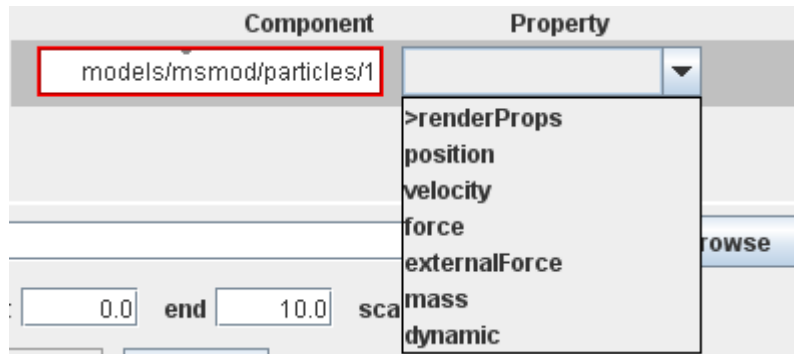 Component Property
models/msmod/particles/1
>renderProps
position
velocity
force
rowse
externalForce
0.0 end 10.0 sca mass
dynamic